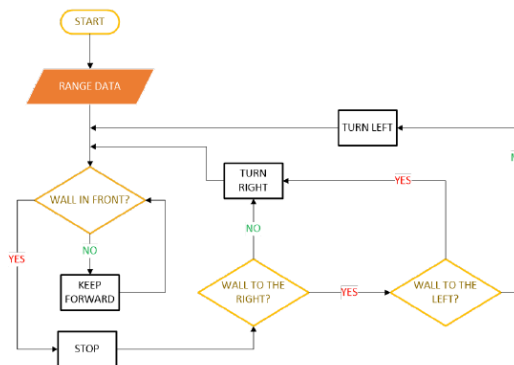 START
RANGE DATA
TURN LEFT
TURN
RIGHT
YES
WALL IN FRONT?
NO
YES
NO
KEEP
FORWARD
WALL TO THE
RIGHT?
YES
WALL TO THE
LEFT?
STOP